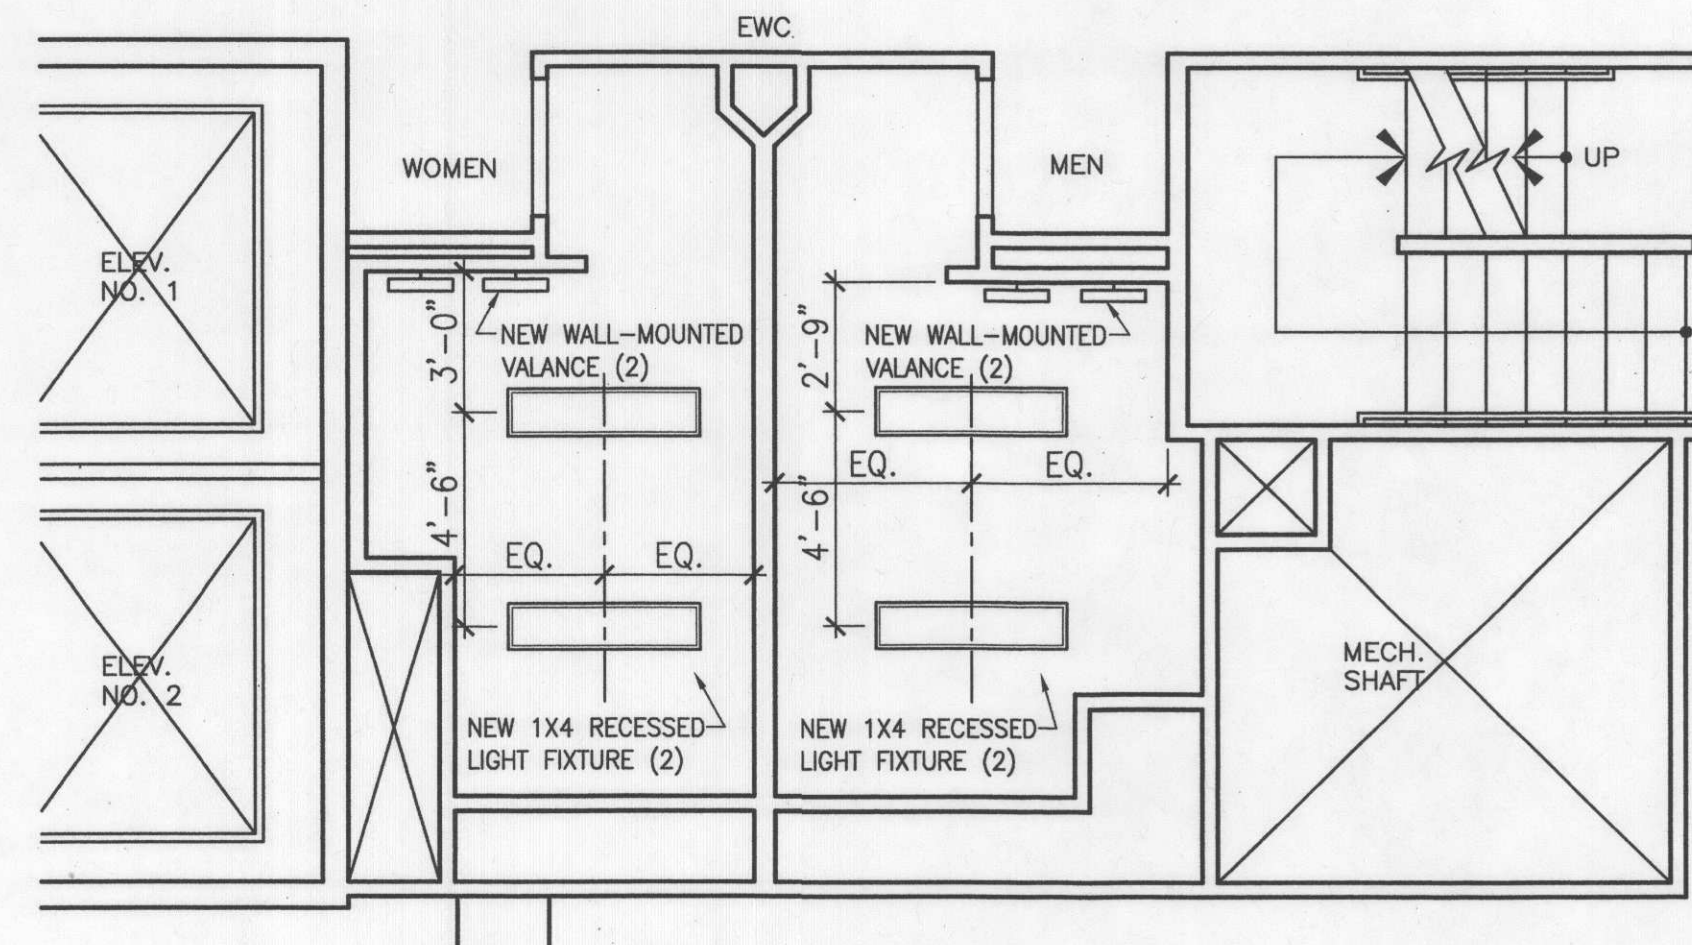 EWC.
WOMEN
MEN
UP
ELEV.
NO. 1
3'-0"
NEW WALL-MOUNTED
VALANCE (2)
2'-9"
NEW WALL-MOUNTED
VALANCE (2)
4'-6"
EQ.
EQ.
4'-6"
EQ.
EQ.
ELEV.
NO. 2
MECH.
SHAFT
NEW 1X4 RECESSED
LIGHT FIXTURE (2)
NEW 1X4 RECESSED
LIGHT FIXTURE (2)